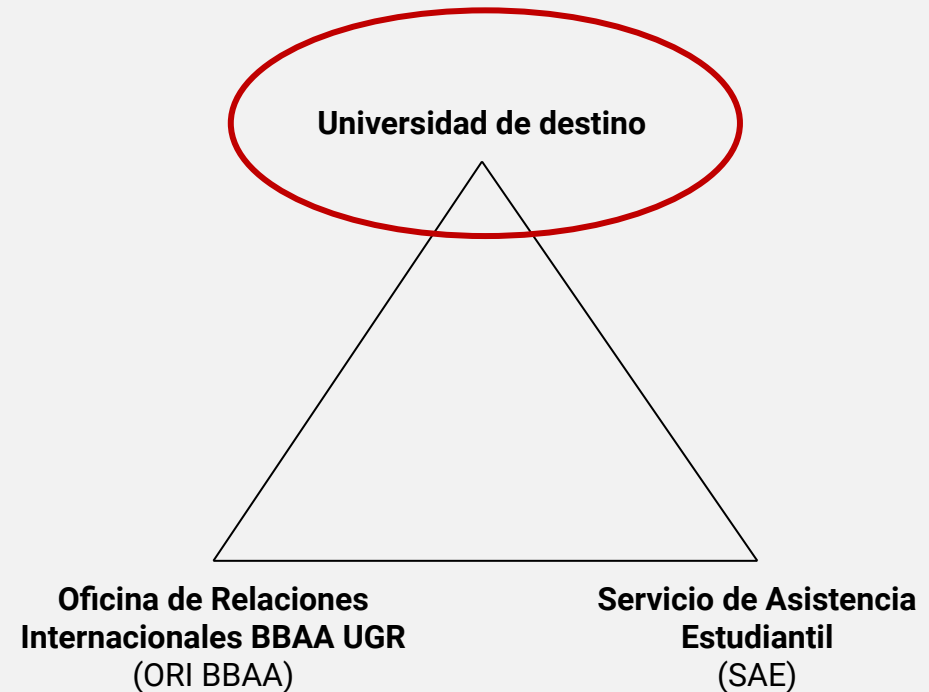 Universidad de destino
Oficina de Relaciones
Internacionales BBAA UGR
(ORI BBAA)
Servicio de Asistencia
Estudiantil
(SAE)